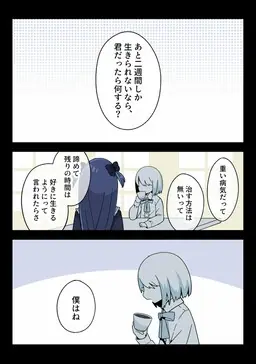 あと二週間しか
生きられないなら、
君だったら何する?
重い病気だって
治す方法は
無いって
諦めて
残りの時間は
好きに生きる
ようにって
言われたらさ
僕はね